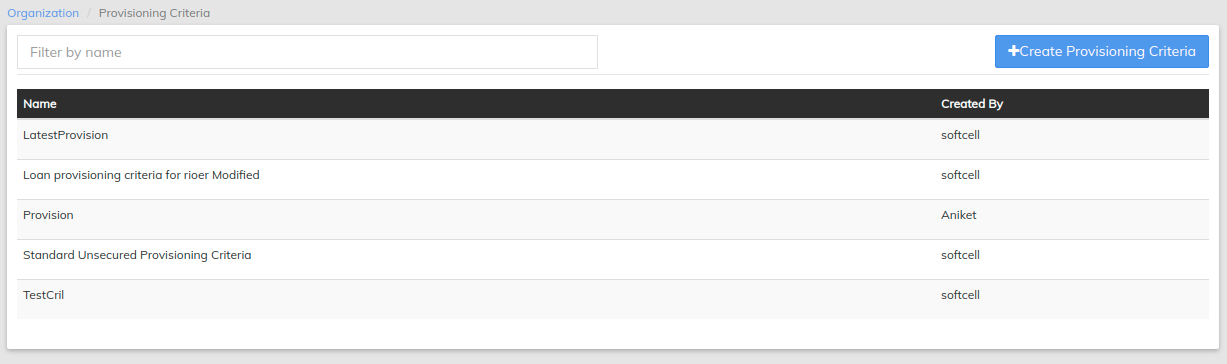 Organization / Provisioning Criteria
Filter by name
+Create Provisioning Criteria
Name Created By
LatestProvision softcell
Loan provisioning criteria for rioer Modified softcell
Provision Aniket
Standard Unsecured Provisioning Criteria softcell
TestCril softcell